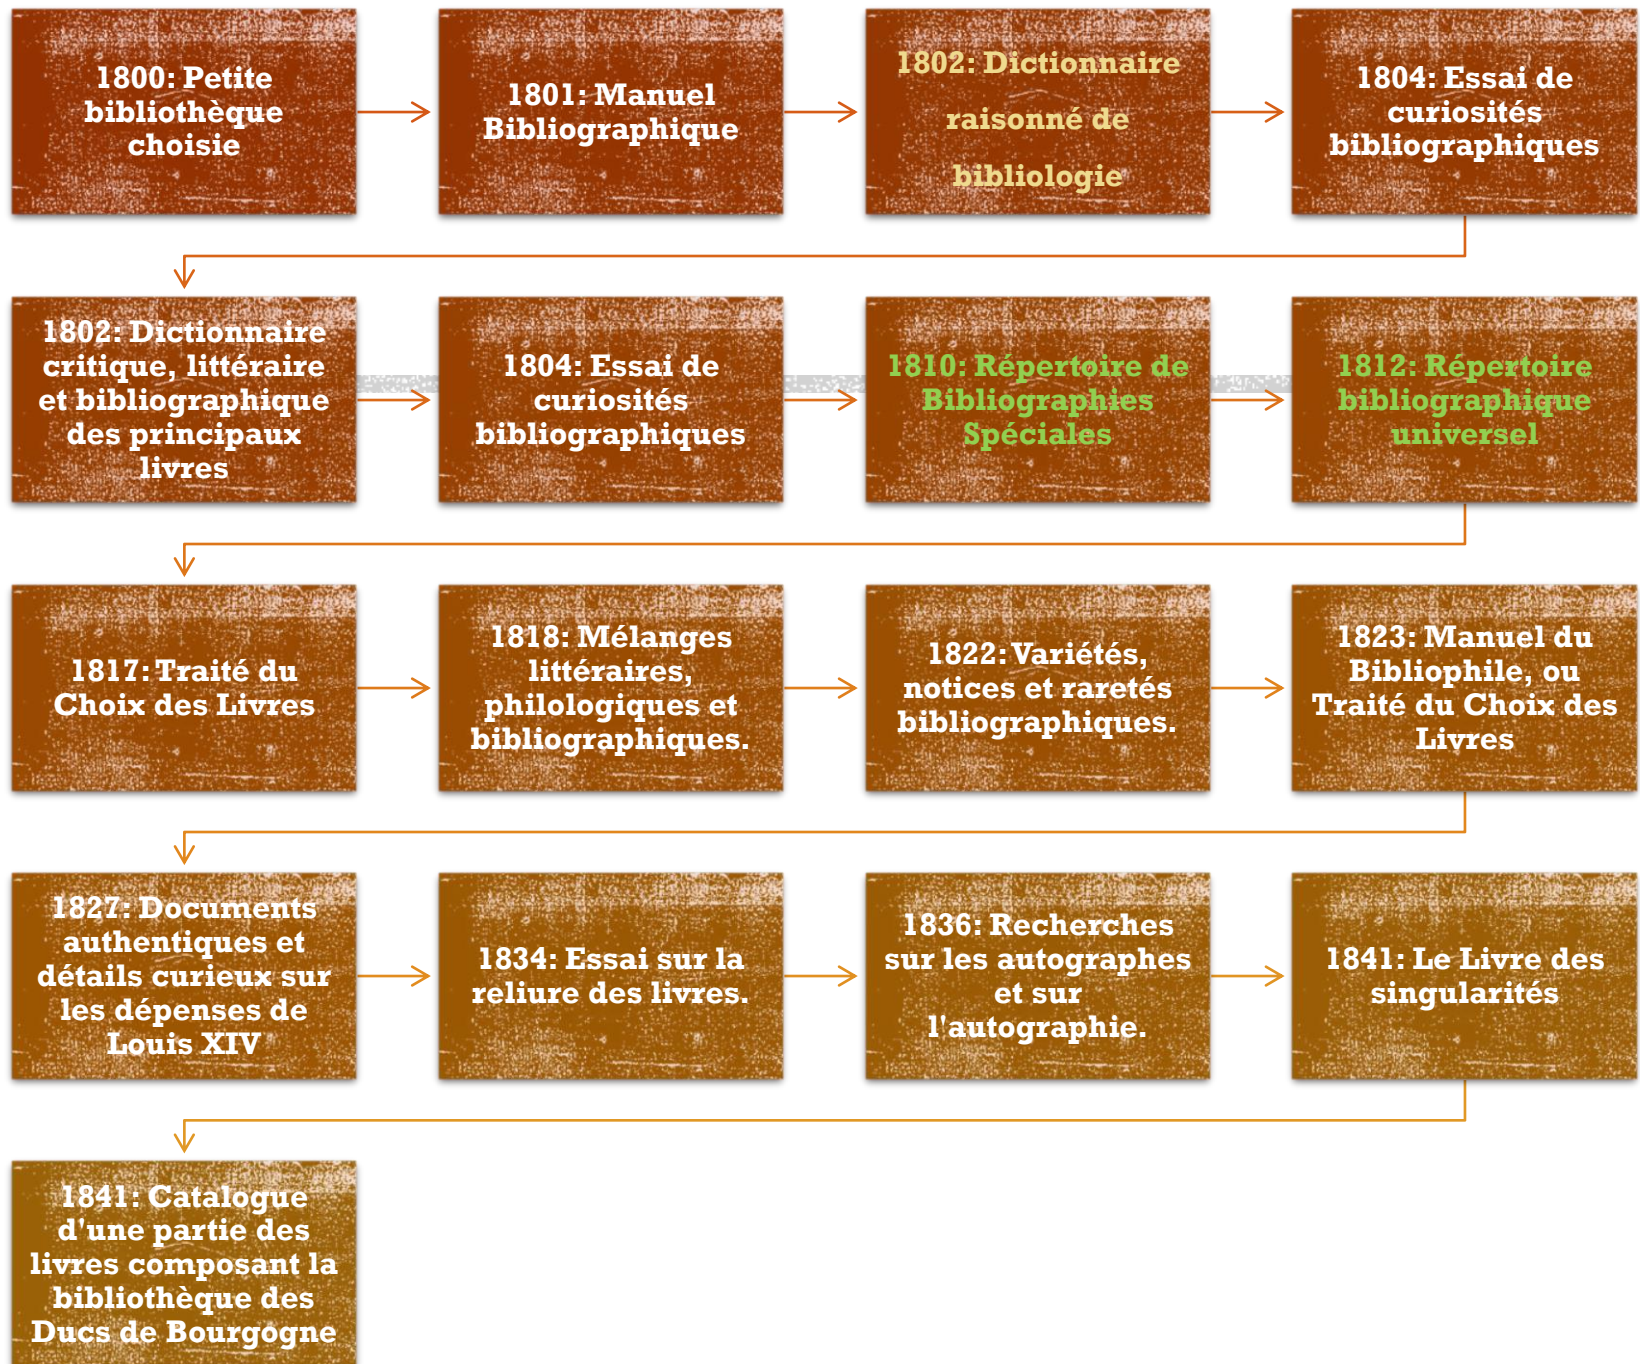 1800: Petite
bibliothèque
choisie
1801: Manuel
Bibliographique
1802: Dictionnaire
raisonné de
bibliologie
1804: Essai de
curiosités
bibliographiques
1802: Dictionnaire
critique, littéraire
et bibliographique
des principaux
livres
1804: Essai de
curiosités
bibliographiques
1810: Répertoire de
Bibliographies
Spéciales
1812: Répertoire
bibliographique
universel
1817: Traité du
Choix des Livres
1818: Mélanges
littéraires,
philologiques et
bibliographiques.
1822: Variétés,
notices et raretés
bibliographiques.
1823: Manuel du
Bibliophile, ou
Traité du Choix des
Livres
1827: Documents
authentiques et
détails curieux sur
les dépenses de
Louis XIV
1834: Essai sur la
reliure des livres.
1836: Recherches
sur les autographes
et sur
l'autographie.
1841: Le Livre des
singularités
1841: Catalogue
d'une partie des
livres composant la
bibliothèque des
Ducs de Bourgogne